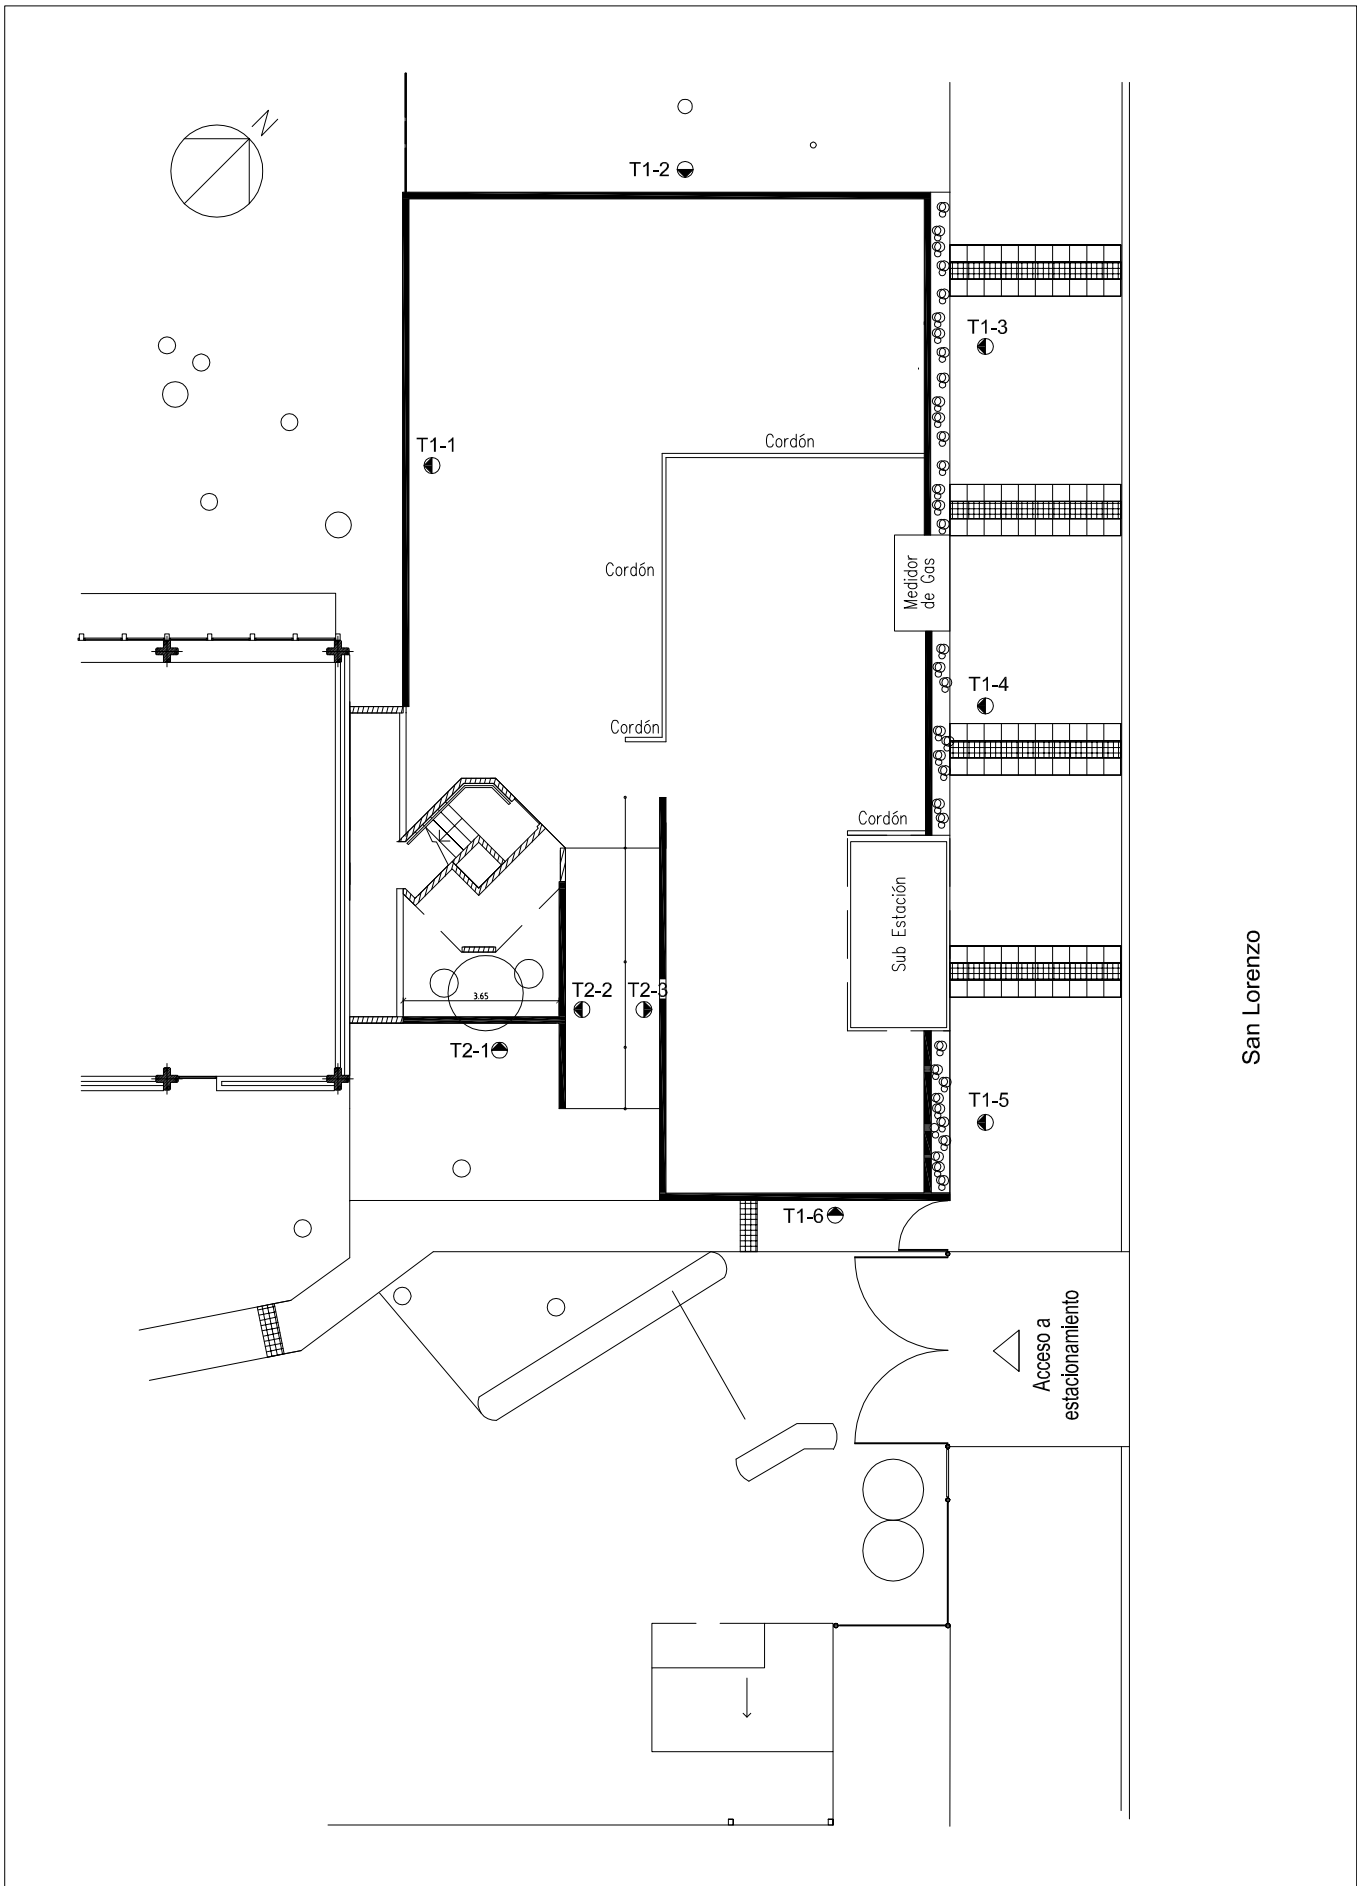 N
T1-2
T1-3
T1-1
Cordón
Cordón
Medidor
de Gas
T1-4
Cordón
Cordón
Sub Estación
San Lorenzo
3.65
T2-2
T2-3
T2-1
T1-5
T1-6
Acceso a
estacionamiento